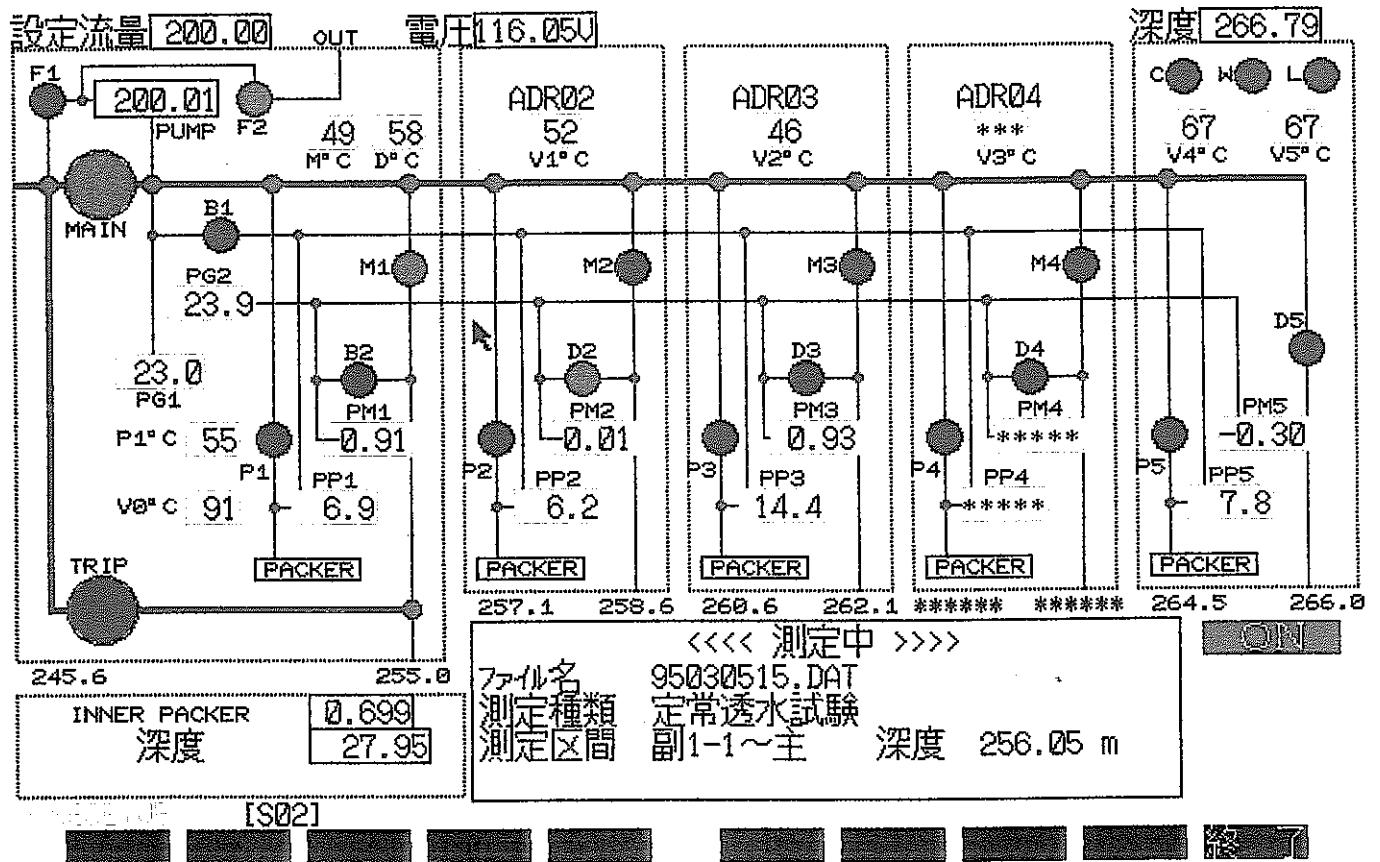 設定流量 200.00 OUT 電圧 116.05V 深度 266.79
F1 200.01 F2 ADR02 ADR03 ADR04 C W L
PUMP 49 58 52 46 *** 67 67
M°C D°C V1°C V2°C V3°C V4°C V5°C
MAIN B1
M1 M2 M3 M4
PG2
23.9
D5
23.0 B2 D2 D3 D4
PG1 PM1 PM2 PM3 PM4 PM5
P1°C 55 -0.91 -0.01 0.93 ***** -0.30
P1 P2 P3 P4 P5
PP1 PP2 PP3 PP4 PP5
V0°C 91 6.9 6.2 14.4 ***** 7.8
PACKER PACKER PACKER PACKER PACKER
TRIP
257.1 258.6 260.6 262.1 ****** ****** 264.5 266.0
245.6 255.0
<<<< 測定中 >>>> ON
ファイル名 95030515.DAT
測定種類 定常透水試験
測定区間 副1-1~主 深度 256.05 m
INNER PACKER 0.699
深度 27.95
[S02]
終 了